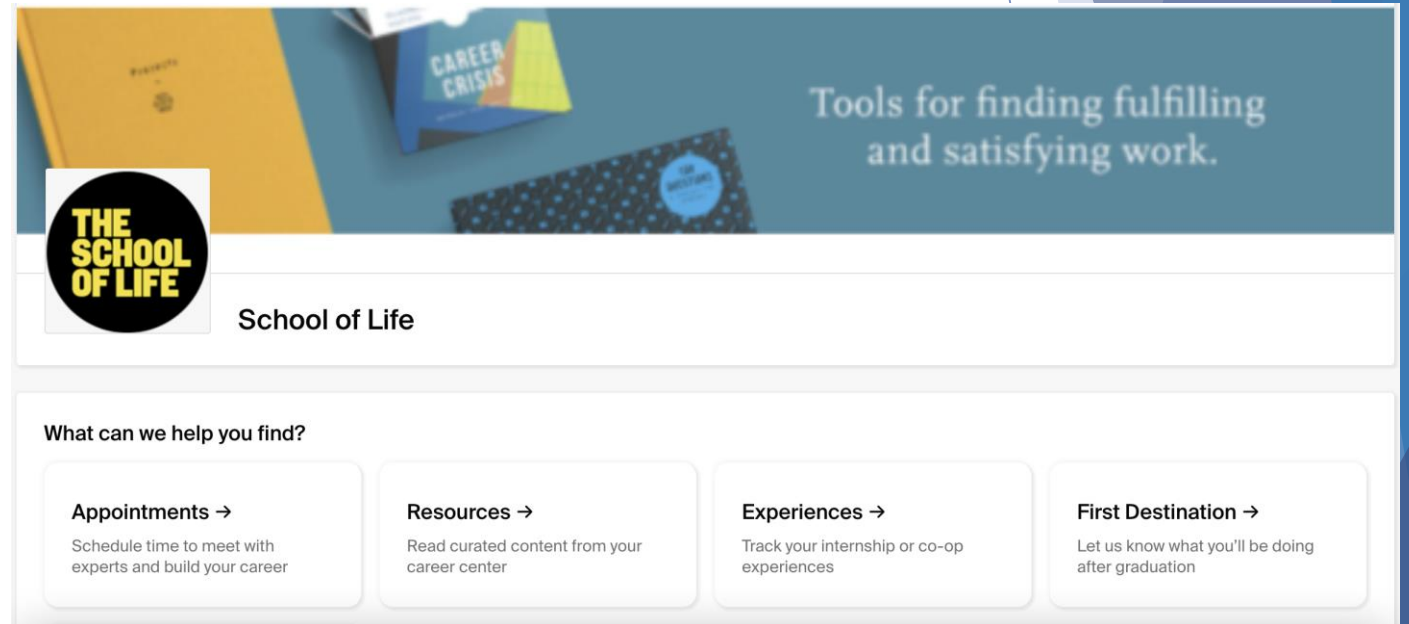 CAREER
CRISIS
Tools for finding fulfilling
and satisfying work.
THE
SCHOOL
OF LIFE
School of Life
What can we help you find?
Appointments →
Schedule time to meet with
experts and build your career
Resources →
Read curated content from your
career center
Experiences →
Track your internship or co-op
experiences
First Destination →
Let us know what you'll be doing
after graduation